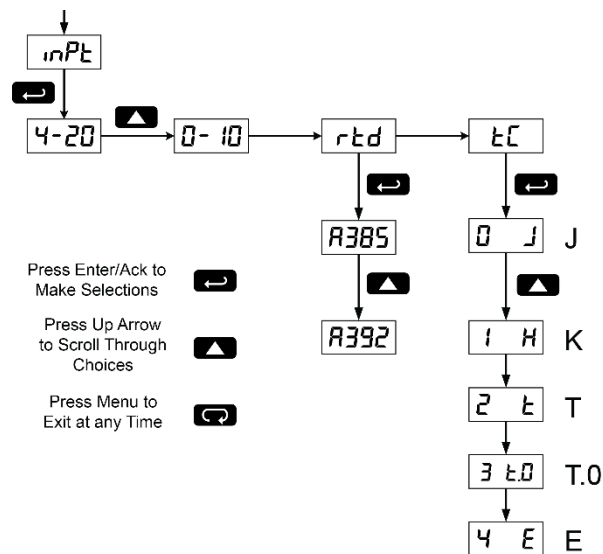 inPt
4-20
0-10
rtd
tC
A385
0 J
J
Press Enter/Ack to
Make Selections
A392
1 H
K
Press Up Arrow
to Scroll Through
Choices
2 t
T
Press Menu to
Exit at any Time
3 t.0
T.0
4 E
E